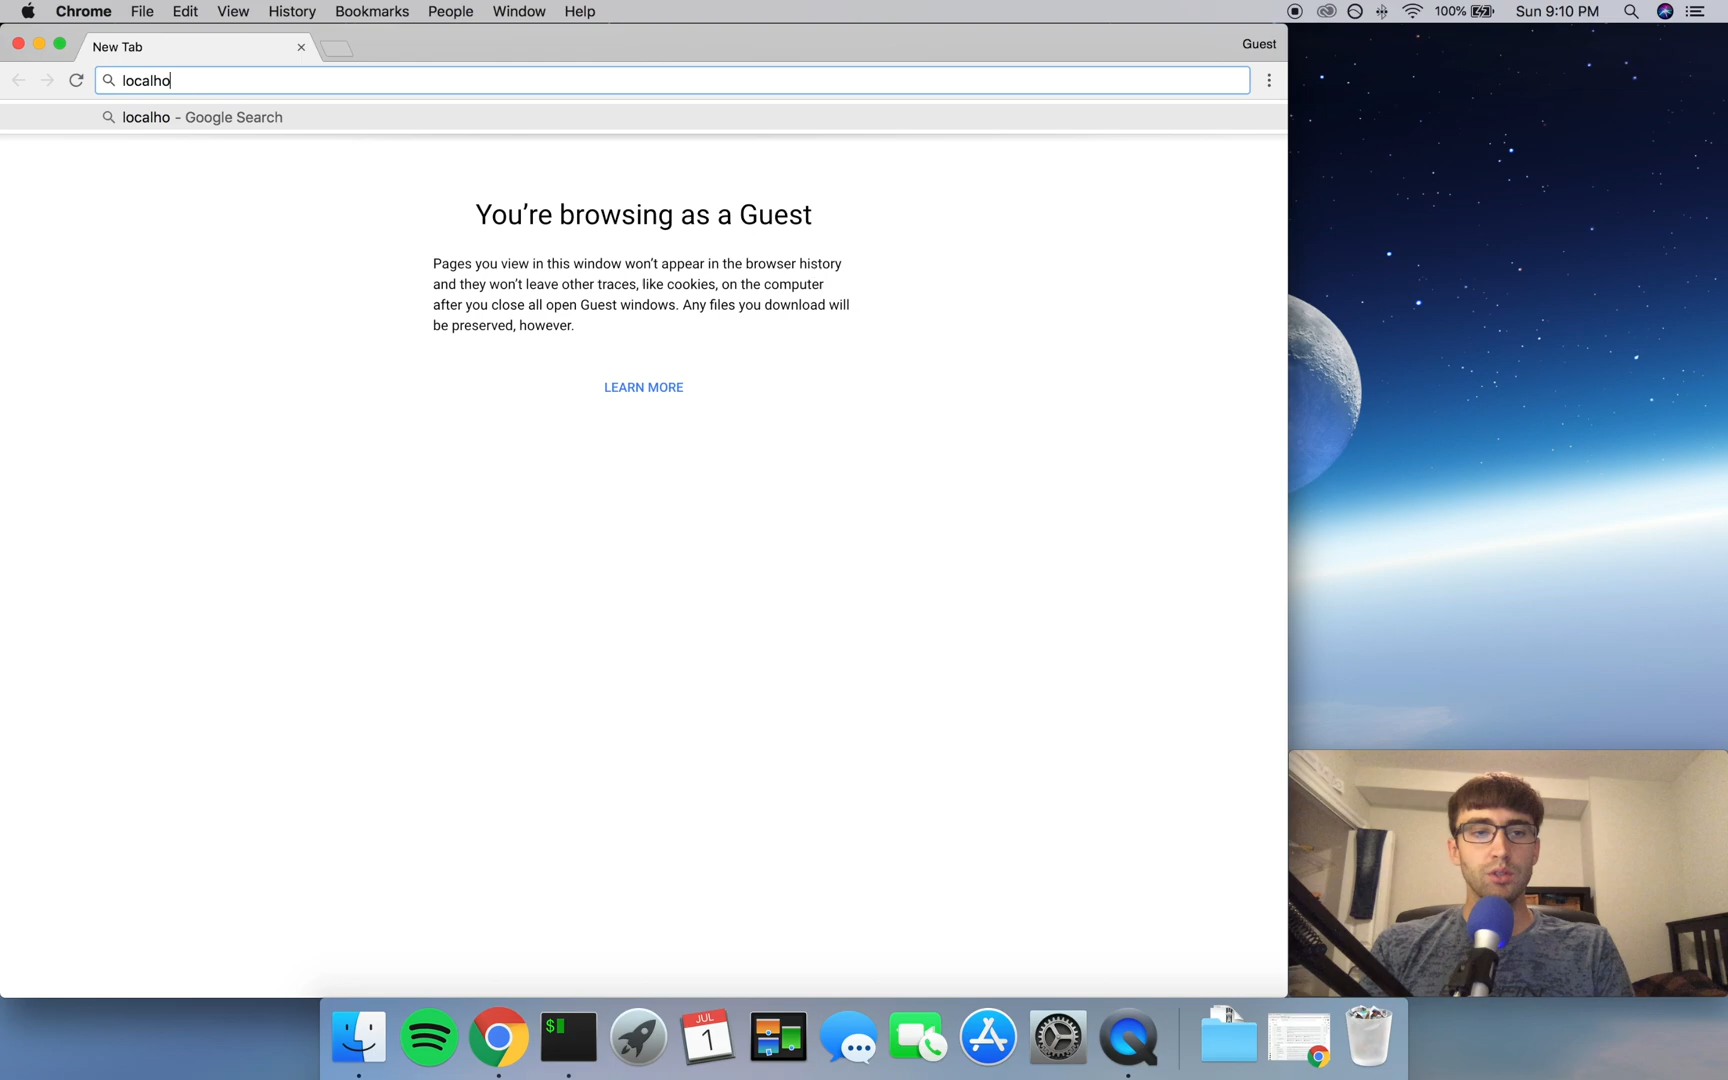 Chrome File Edit View History Bookmarks People Window Help 100% Sun 9:10 PM
New Tab Guest
localho
localho - Google Search
You’re browsing as a Guest
Pages you view in this window won’t appear in the browser history
and they won’t leave other traces, like cookies, on the computer
after you close all open Guest windows. Any files you download will
be preserved, however.
LEARN MORE
$
JUL
1